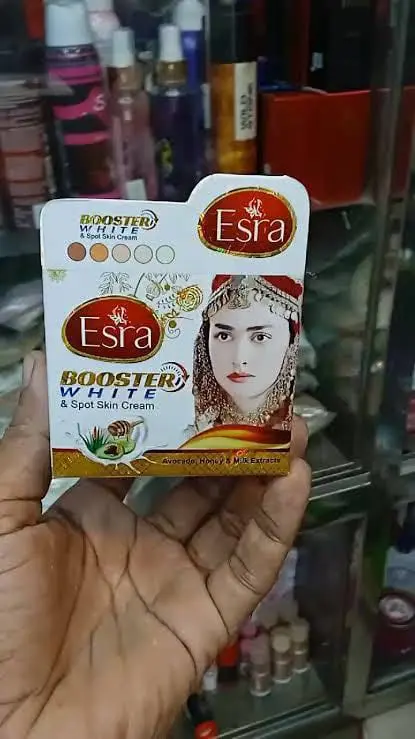 BOOSTER
WHITE
& Spot Skin Cream
Esra
Esra
BOOSTER
WHITE
& Spot Skin Cream
Avocado, Honey & Milk Extracts